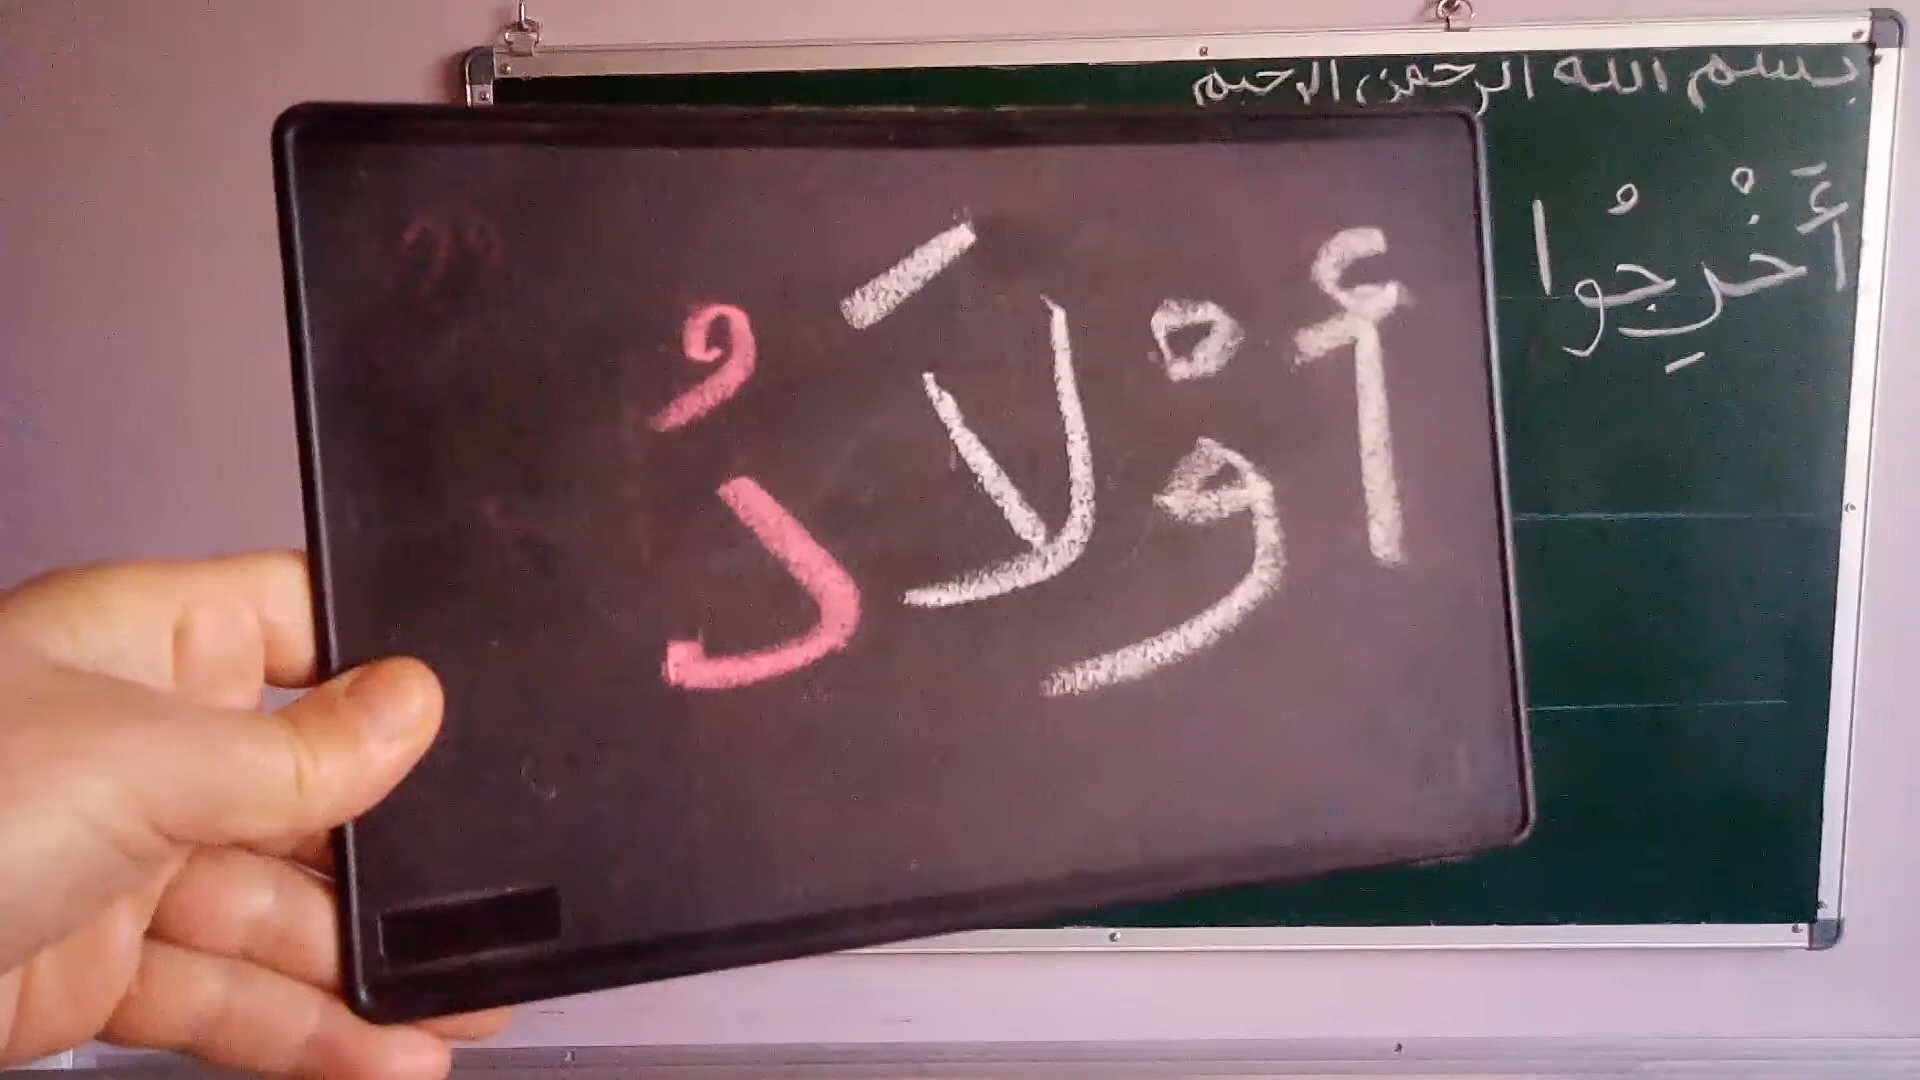 بسم الله الرحمن الرحيم
أَخْرِجُوا
أَوْلَادُ